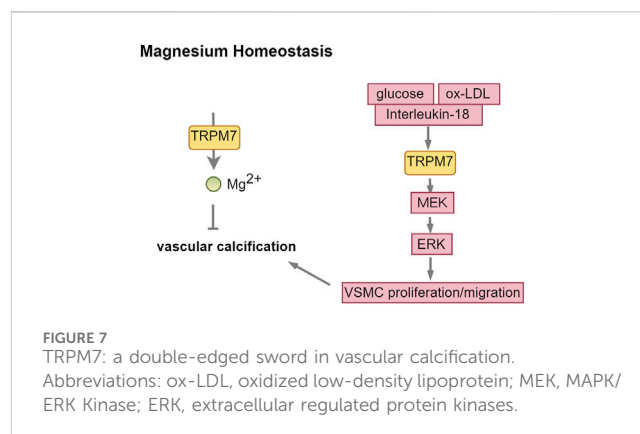 Magnesium Homeostasis
TRPM7
Mg2+
vascular calcification
glucose
ox-LDL
Interleukin-18
TRPM7
MEK
ERK
VSMC proliferation/migration
FIGURE 7
TRPM7: a double-edged sword in vascular calcification.
Abbreviations: ox-LDL, oxidized low-density lipoprotein; MEK, MAPK/
ERK Kinase; ERK, extracellular regulated protein kinases.